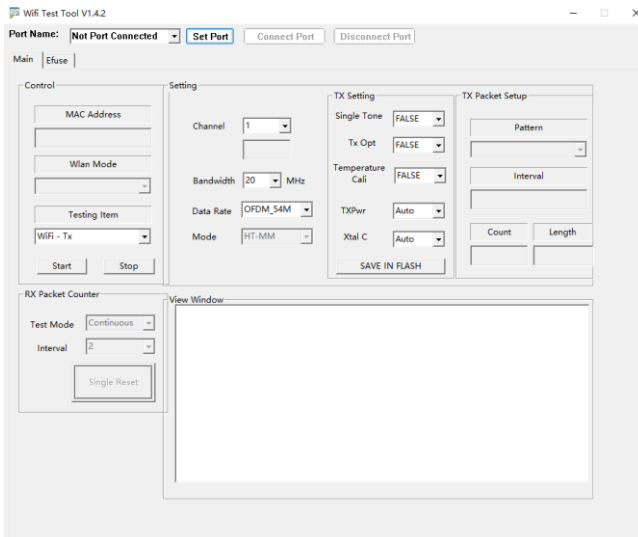 Wifi Test Tool V1.4.2
Port Name: Not Port Connected Set Port Connect Port Disconnect Port
Main Efuse
Control
MAC Address
Wlan Mode
Testing Item
WiFi - Tx
Start Stop
Setting
Channel 1
Bandwidth 20 MHz
Data Rate OFDM_54M
Mode HT-MM
TX Setting
Single Tone FALSE
Tx Opt FALSE
Temperature
Cali FALSE
TXPwr Auto
Xtal C Auto
SAVE IN FLASH
TX Packet Setup
Pattern
Interval
Count Length
RX Packet Counter
Test Mode Continuous
Interval 2
Single Reset
View Window